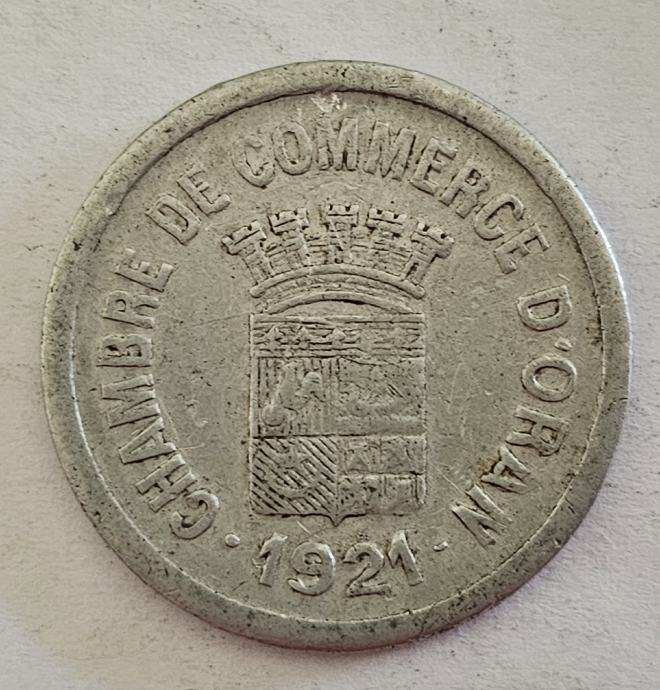 CHAMBRE DE COMMERCE D'ORAN
· 1921 ·